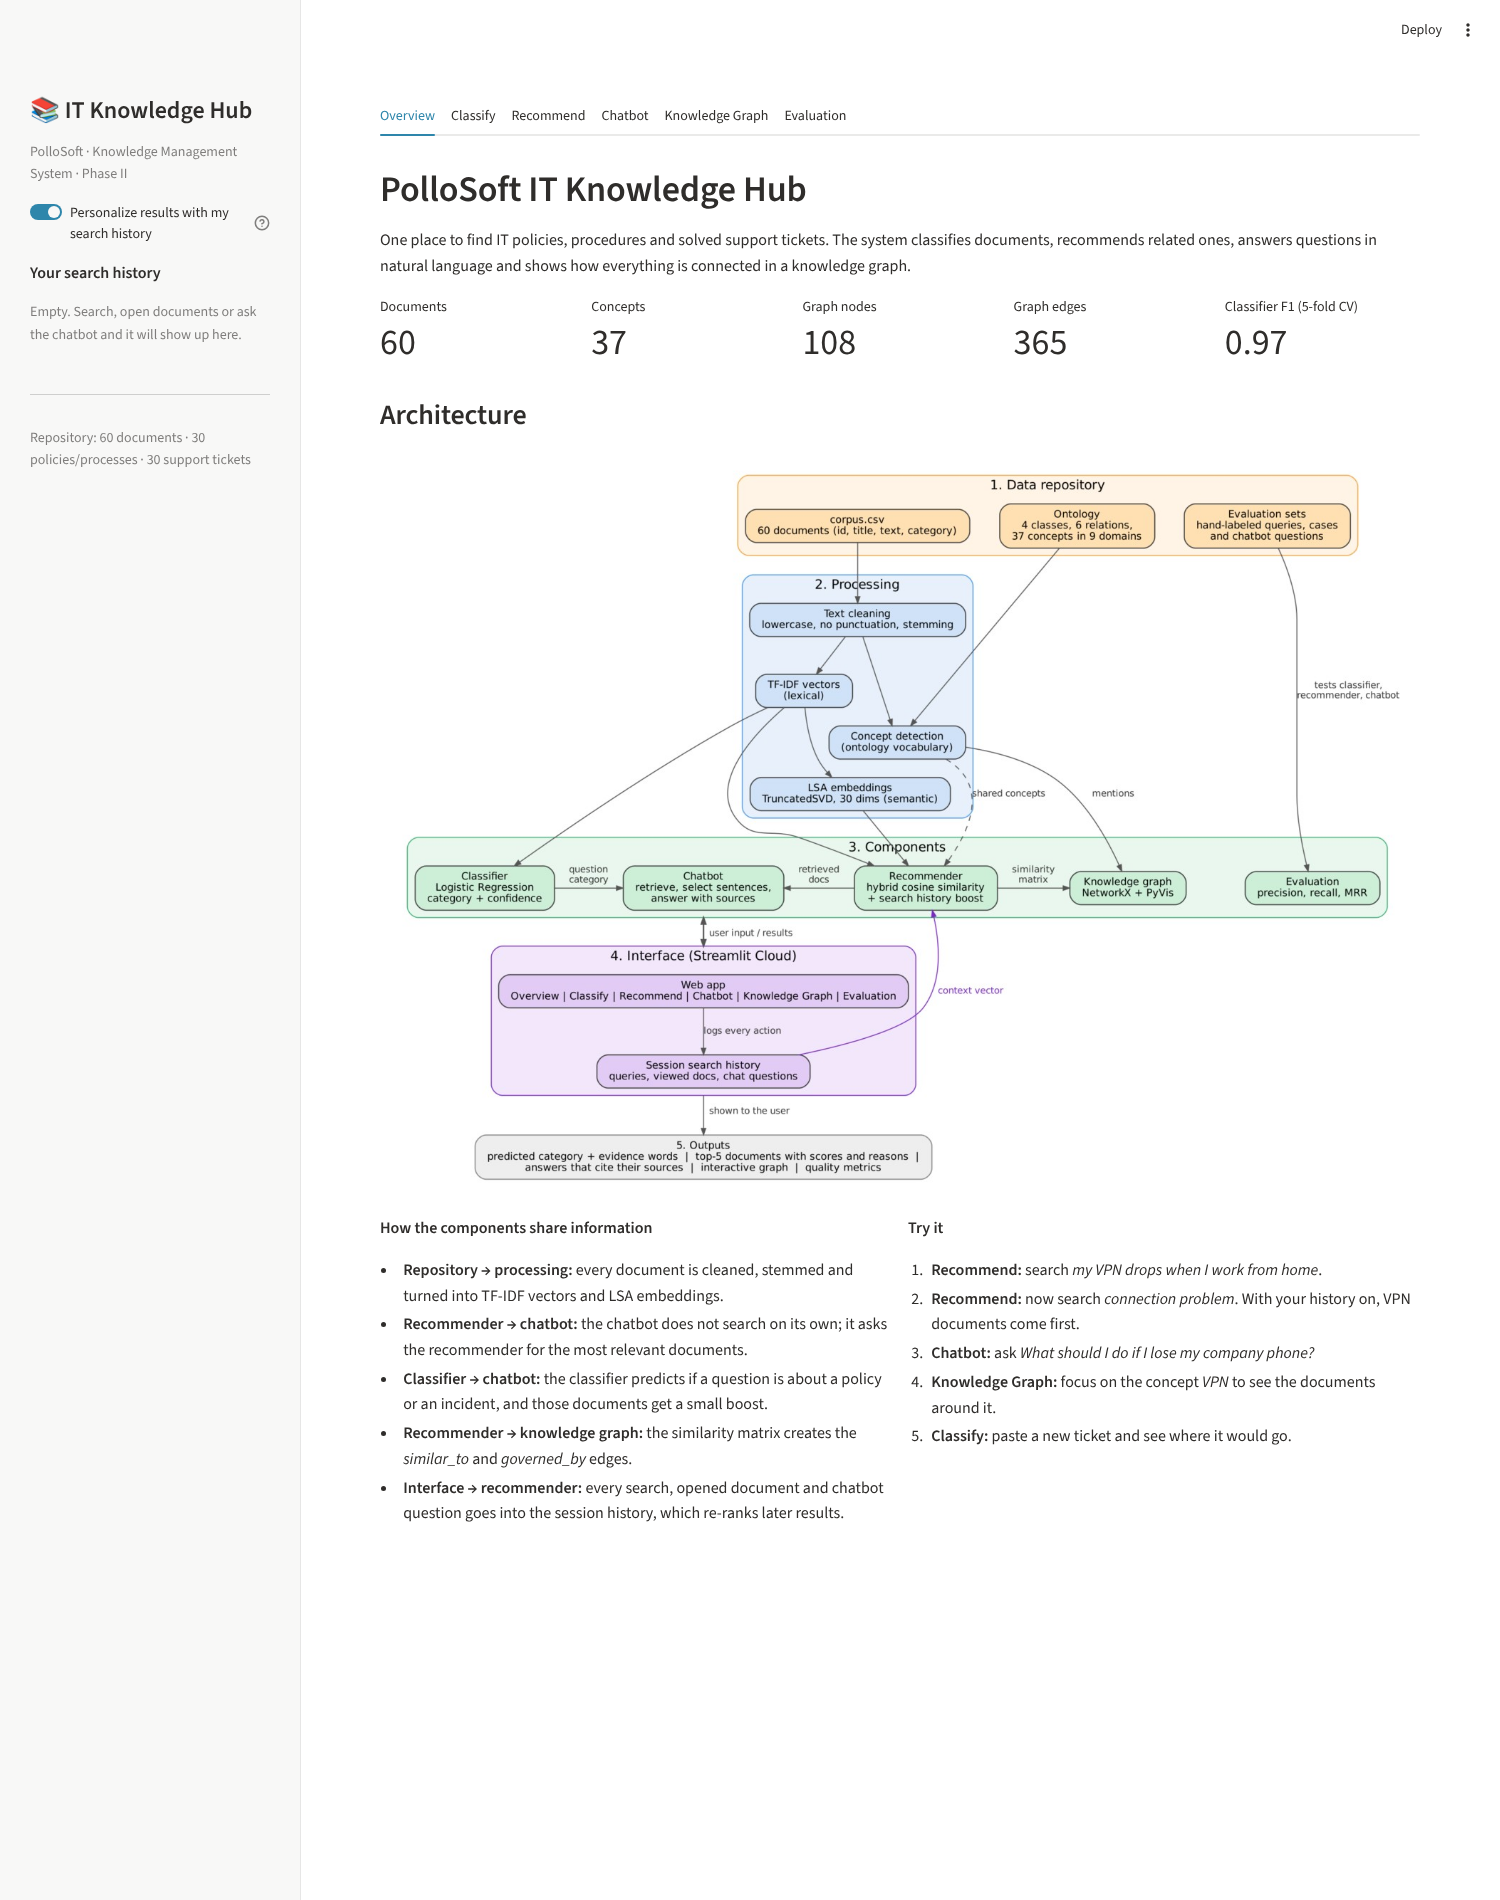 Deploy
📚 IT Knowledge Hub
PolloSoft · Knowledge Management
System · Phase II
Personalize results with my
search history
Your search history
Empty. Search, open documents or ask
the chatbot and it will show up here.
Repository: 60 documents · 30
policies/processes · 30 support tickets
Overview Classify Recommend Chatbot Knowledge Graph Evaluation
PolloSoft IT Knowledge Hub
One place to find IT policies, procedures and solved support tickets. The system classifies documents, recommends related ones, answers questions in
natural language and shows how everything is connected in a knowledge graph.
Documents
60
Concepts
37
Graph nodes
108
Graph edges
365
Classifier F1 (5-fold CV)
0.97
Architecture
1. Data repository
corpus.csv
60 documents (id, title, text, category)
Ontology
4 classes, 6 relations,
37 concepts in 9 domains
Evaluation sets
hand-labeled queries, cases
and chatbot questions
2. Processing
Text cleaning
lowercase, no punctuation, stemming
TF-IDF vectors
(lexical)
tests classifier,
recommender, chatbot
Concept detection
(ontology vocabulary)
LSA embeddings
TruncatedSVD, 30 dims (semantic)
shared concepts
mentions
3. Components
Classifier
Logistic Regression
category + confidence
question
category
Chatbot
retrieve, select sentences,
answer with sources
retrieved
docs
Recommender
hybrid cosine similarity
+ search history boost
similarity
matrix
Knowledge graph
NetworkX + PyVis
Evaluation
precision, recall, MRR
user input / results
4. Interface (Streamlit Cloud)
Web app
Overview | Classify | Recommend | Chatbot | Knowledge Graph | Evaluation
context vector
logs every action
Session search history
queries, viewed docs, chat questions
shown to the user
5. Outputs
predicted category + evidence words | top-5 documents with scores and reasons |
answers that cite their sources | interactive graph | quality metrics
How the components share information
• Repository → processing: every document is cleaned, stemmed and
turned into TF-IDF vectors and LSA embeddings.
• Recommender → chatbot: the chatbot does not search on its own; it asks
the recommender for the most relevant documents.
• Classifier → chatbot: the classifier predicts if a question is about a policy
or an incident, and those documents get a small boost.
• Recommender → knowledge graph: the similarity matrix creates the
similar_to and governed_by edges.
• Interface → recommender: every search, opened document and chatbot
question goes into the session history, which re-ranks later results.
Try it
1. Recommend: search my VPN drops when I work from home.
2. Recommend: now search connection problem. With your history on, VPN
documents come first.
3. Chatbot: ask What should I do if I lose my company phone?
4. Knowledge Graph: focus on the concept VPN to see the documents
around it.
5. Classify: paste a new ticket and see where it would go.